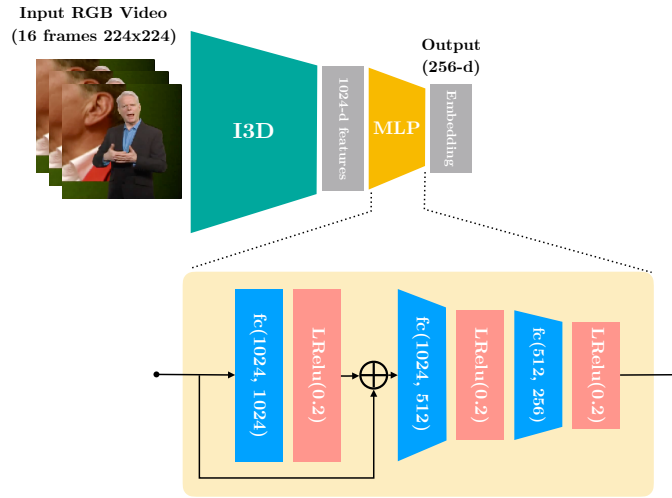 Input RGB Video
(16 frames 224x224)
I3D
1024-d features
MLP
Output
(256-d)
Embedding
fc(1024, 1024)
LRelu(0.2)
fc(1024, 512)
LRelu(0.2)
fc(512, 256)
LRelu(0.2)